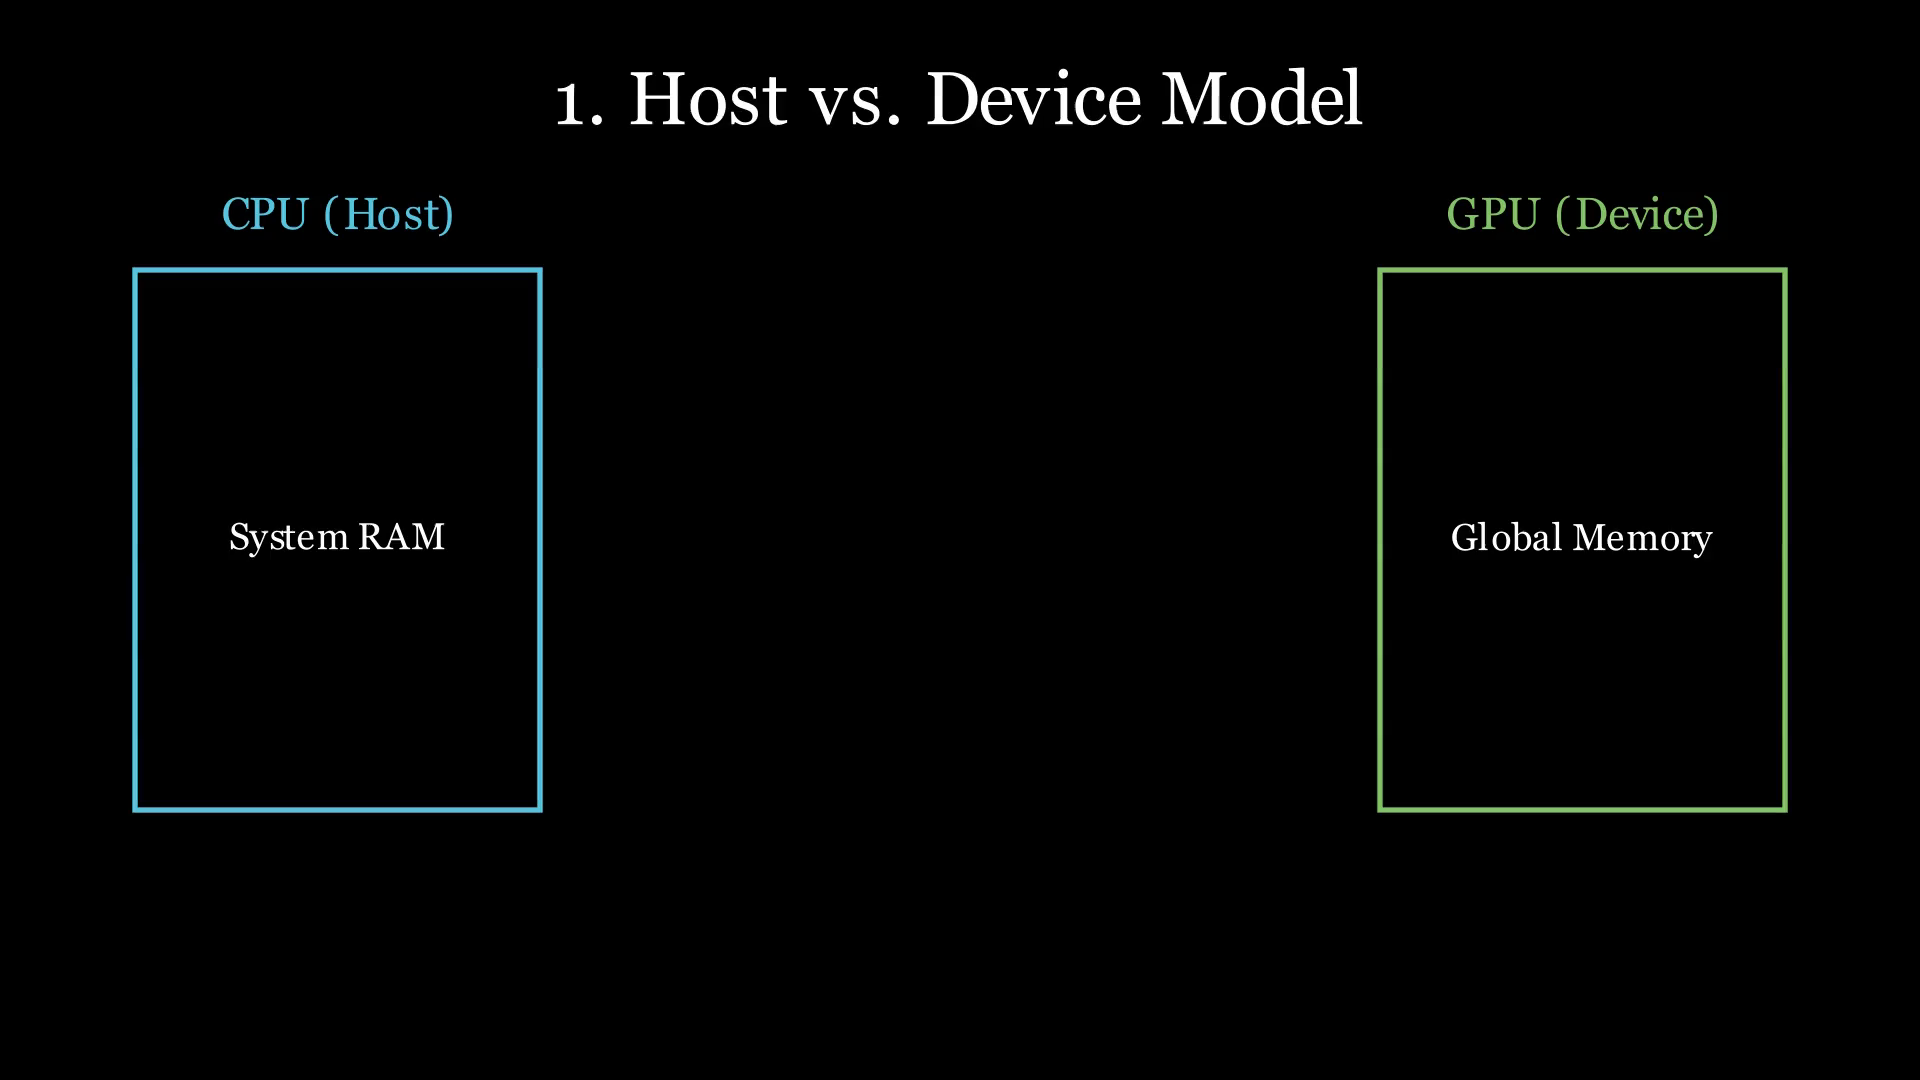 1. Host vs. Device Model
CPU (Host)
GPU (Device)
System RAM
Global Memory